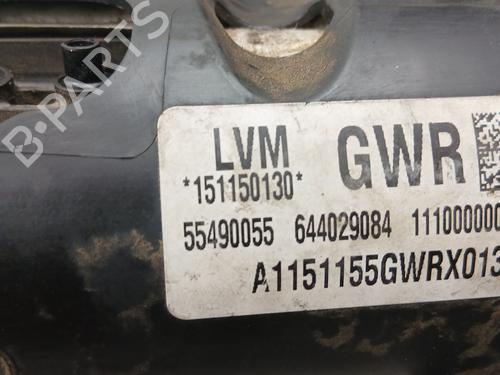 B-PARTS
LVM GWR
*151150130*
55490055 644029084 111000000
A1151155GWRX013